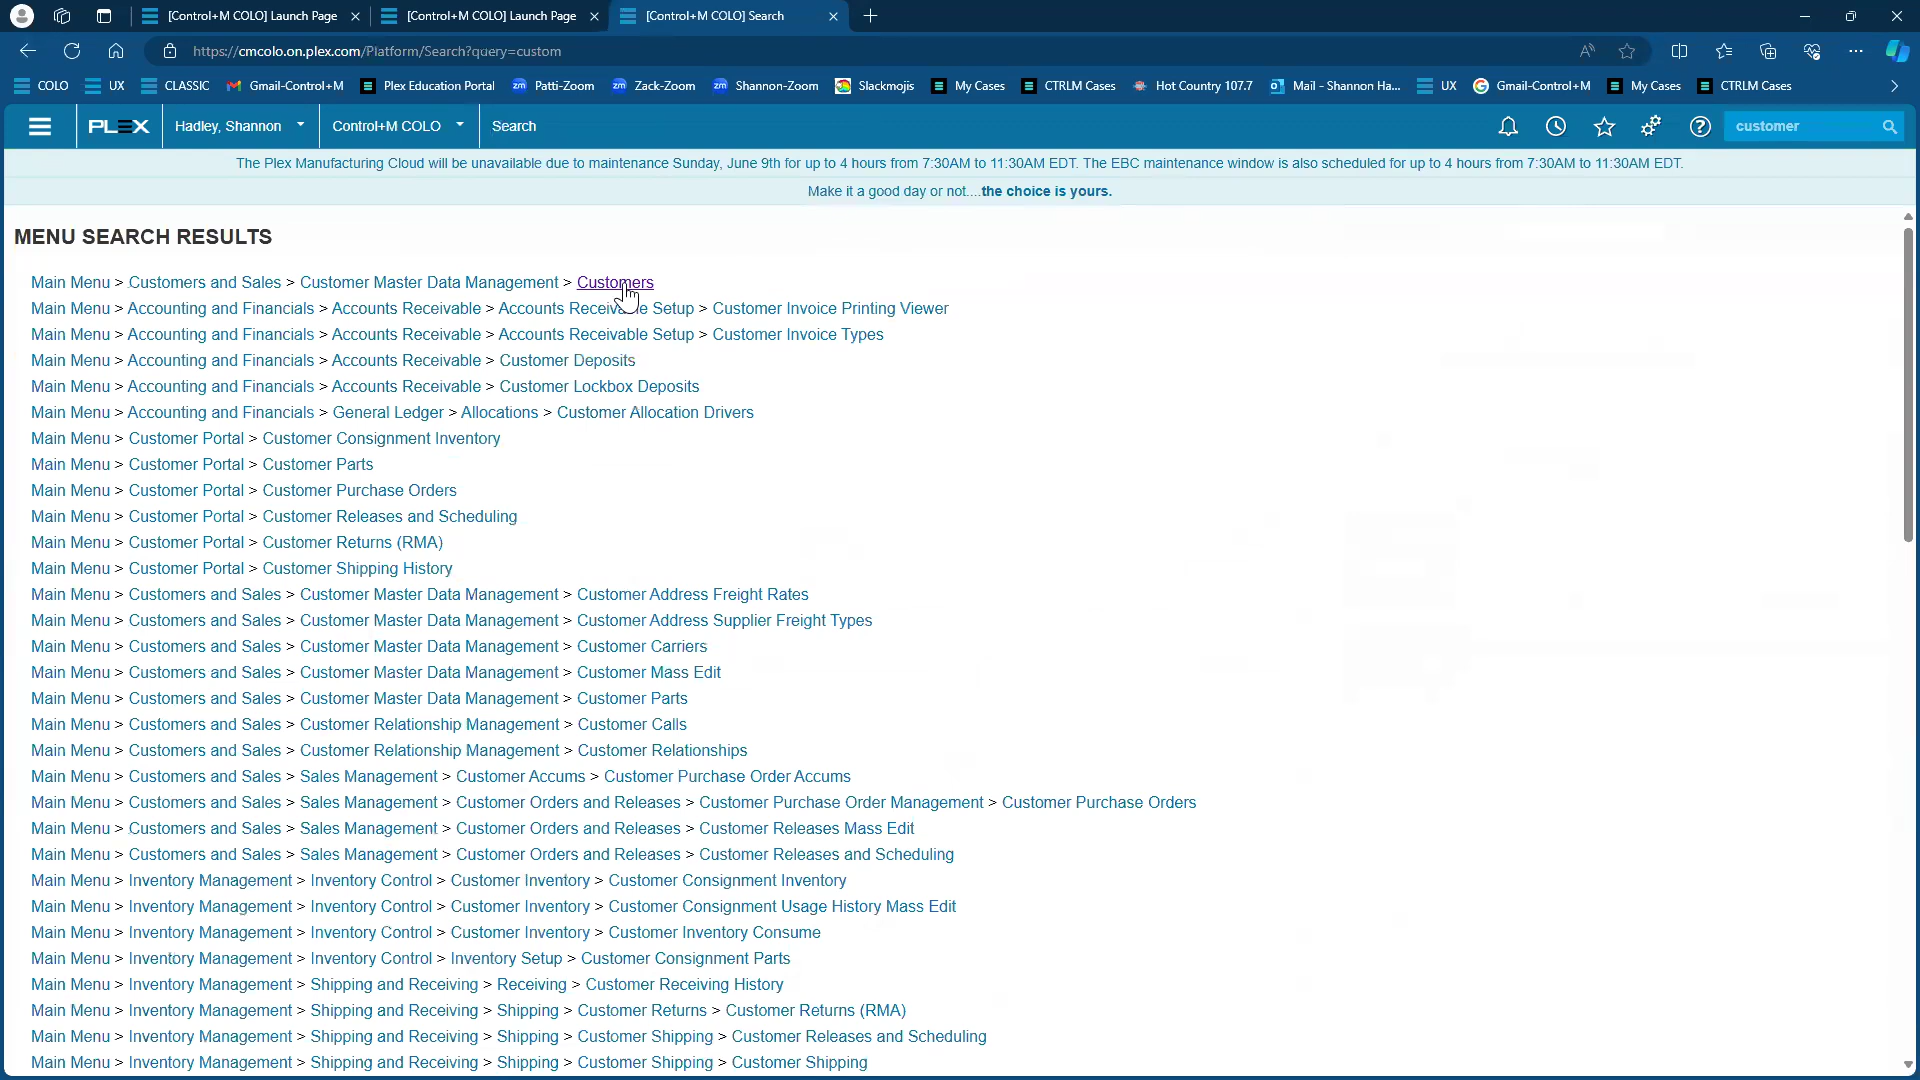 [Control+M COLO] Launch Page
[Control+M COLO] Launch Page
[Control+M COLO] Search
https://cmcolo.on.plex.com/Platform/Search?query=custom
COLO UX CLASSIC Gmail-Control+M Plex Education Portal Patti-Zoom Zack-Zoom Shannon-Zoom Slackmojis My Cases CTRLM Cases Hot Country 107.7 Mail - Shannon Ha... UX Gmail-Control+M My Cases CTRLM Cases
PLEX Hadley, Shannon Control+M COLO Search customer
The Plex Manufacturing Cloud will be unavailable due to maintenance Sunday, June 9th for up to 4 hours from 7:30AM to 11:30AM EDT. The EBC maintenance window is also scheduled for up to 4 hours from 7:30AM to 11:30AM EDT.
Make it a good day or not....the choice is yours.
MENU SEARCH RESULTS
Main Menu > Customers and Sales > Customer Master Data Management > Customers
Main Menu > Accounting and Financials > Accounts Receivable > Accounts Receivable Setup > Customer Invoice Printing Viewer
Main Menu > Accounting and Financials > Accounts Receivable > Accounts Receivable Setup > Customer Invoice Types
Main Menu > Accounting and Financials > Accounts Receivable > Customer Deposits
Main Menu > Accounting and Financials > Accounts Receivable > Customer Lockbox Deposits
Main Menu > Accounting and Financials > General Ledger > Allocations > Customer Allocation Drivers
Main Menu > Customer Portal > Customer Consignment Inventory
Main Menu > Customer Portal > Customer Parts
Main Menu > Customer Portal > Customer Purchase Orders
Main Menu > Customer Portal > Customer Releases and Scheduling
Main Menu > Customer Portal > Customer Returns (RMA)
Main Menu > Customer Portal > Customer Shipping History
Main Menu > Customers and Sales > Customer Master Data Management > Customer Address Freight Rates
Main Menu > Customers and Sales > Customer Master Data Management > Customer Address Supplier Freight Types
Main Menu > Customers and Sales > Customer Master Data Management > Customer Carriers
Main Menu > Customers and Sales > Customer Master Data Management > Customer Mass Edit
Main Menu > Customers and Sales > Customer Master Data Management > Customer Parts
Main Menu > Customers and Sales > Customer Relationship Management > Customer Calls
Main Menu > Customers and Sales > Customer Relationship Management > Customer Relationships
Main Menu > Customers and Sales > Sales Management > Customer Accums > Customer Purchase Order Accums
Main Menu > Customers and Sales > Sales Management > Customer Orders and Releases > Customer Purchase Order Management > Customer Purchase Orders
Main Menu > Customers and Sales > Sales Management > Customer Orders and Releases > Customer Releases Mass Edit
Main Menu > Customers and Sales > Sales Management > Customer Orders and Releases > Customer Releases and Scheduling
Main Menu > Inventory Management > Inventory Control > Customer Inventory > Customer Consignment Inventory
Main Menu > Inventory Management > Inventory Control > Customer Inventory > Customer Consignment Usage History Mass Edit
Main Menu > Inventory Management > Inventory Control > Customer Inventory > Customer Inventory Consume
Main Menu > Inventory Management > Inventory Control > Inventory Setup > Customer Consignment Parts
Main Menu > Inventory Management > Shipping and Receiving > Receiving > Customer Receiving History
Main Menu > Inventory Management > Shipping and Receiving > Shipping > Customer Returns > Customer Returns (RMA)
Main Menu > Inventory Management > Shipping and Receiving > Shipping > Customer Shipping > Customer Releases and Scheduling
Main Menu > Inventory Management > Shipping and Receiving > Shipping > Customer Shipping > Customer Shipping